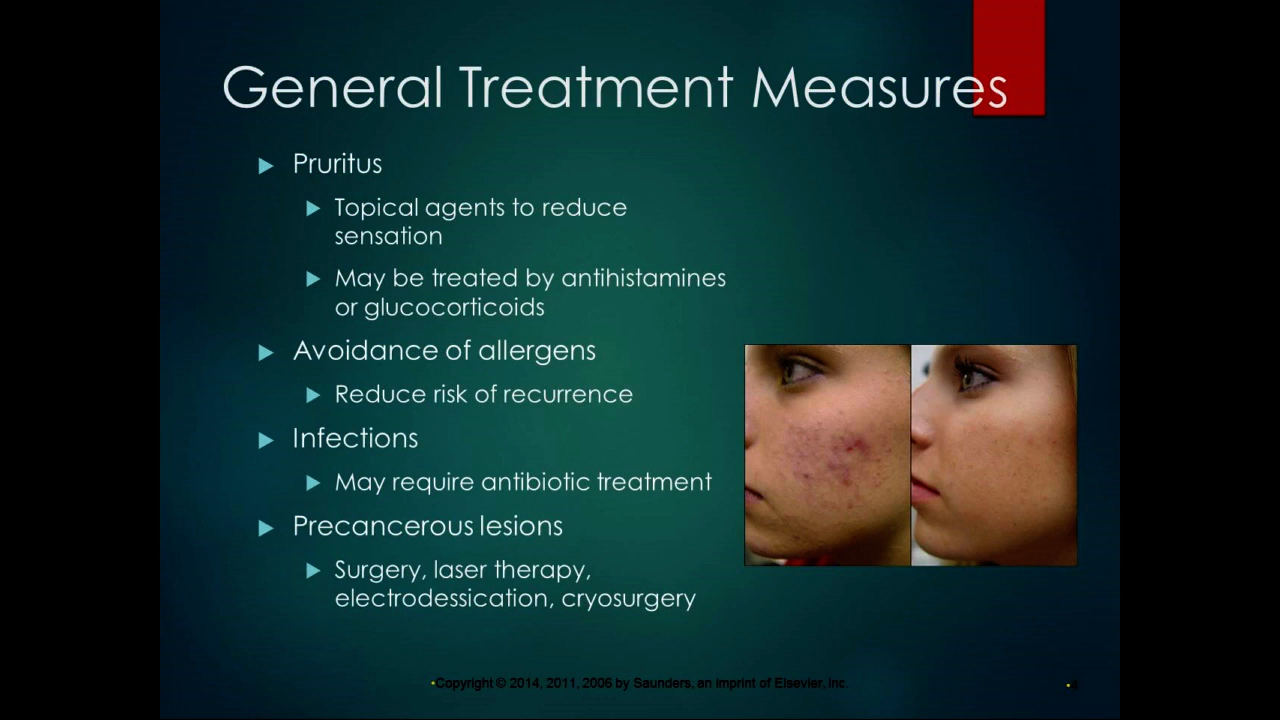 General Treatment Measures
Pruritus
Topical agents to reduce
sensation
May be treated by antihistamines
or glucocorticoids
Avoidance of allergens
Reduce risk of recurrence
Infections
May require antibiotic treatment
Precancerous lesions
Surgery, laser therapy,
electrodessication, cryosurgery
•Copyright © 2014, 2011, 2006 by Saunders, an imprint of Elsevier, Inc.